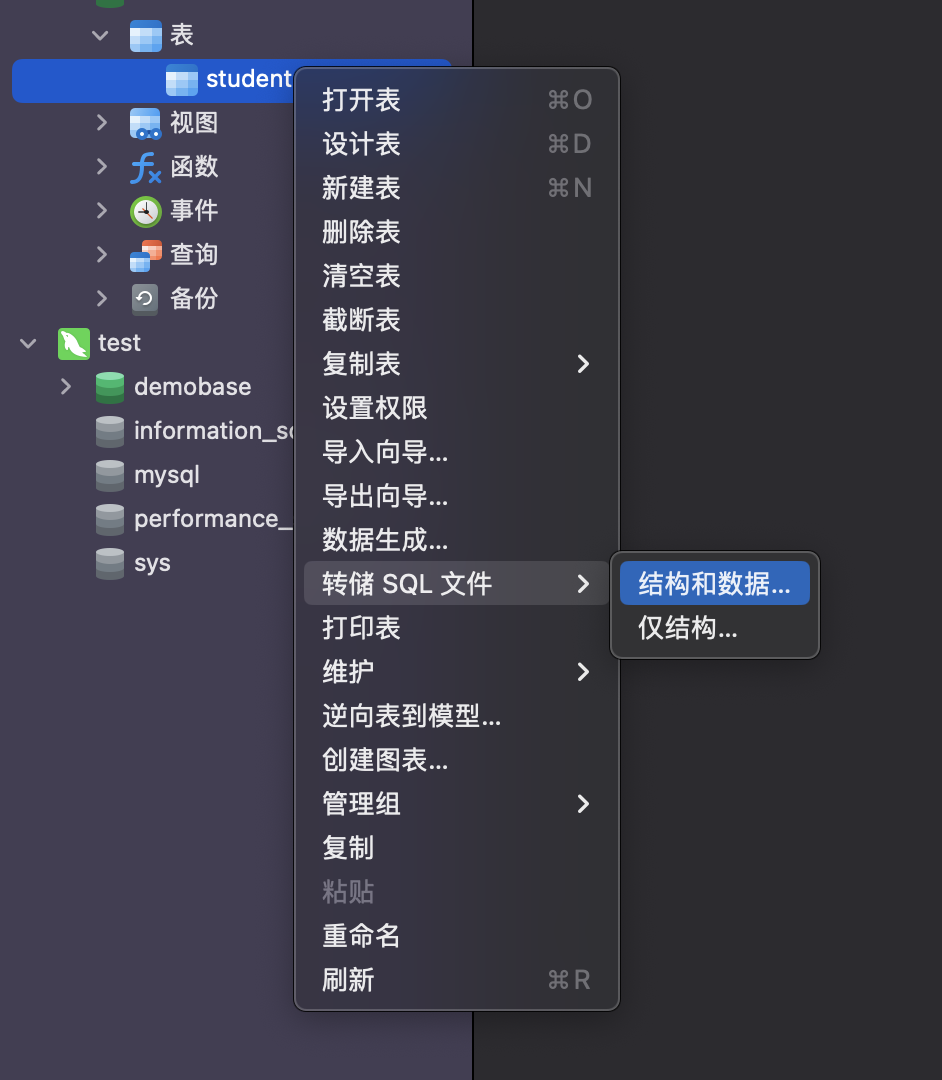 表
student
视图
函数
事件
查询
备份
test
demobase
information_sc
mysql
performance_
sys
打开表 ⌘O
设计表 ⌘D
新建表 ⌘N
删除表
清空表
截断表
复制表
设置权限
导入向导...
导出向导...
数据生成...
转储 SQL 文件
打印表
维护
逆向表到模型...
创建图表...
管理组
复制
粘贴
重命名
刷新 ⌘R
结构和数据...
仅结构...